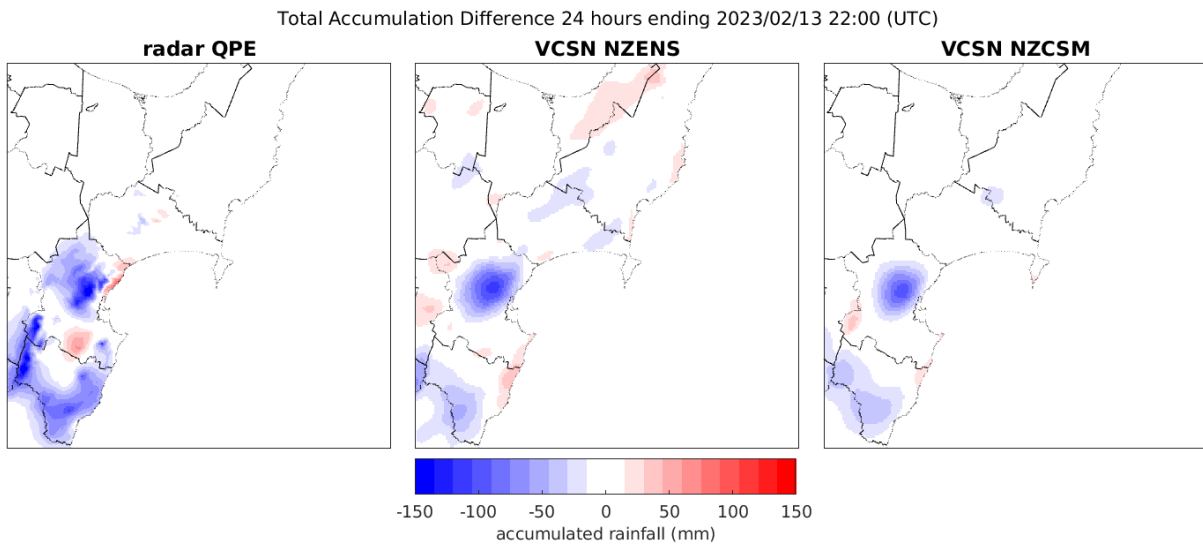 Total Accumulation Difference 24 hours ending 2023/02/13 22:00 (UTC)
radar QPE VCSN NZENS VCSN NZCSM
-150 -100 -50 0 50 100 150
accumulated rainfall (mm)